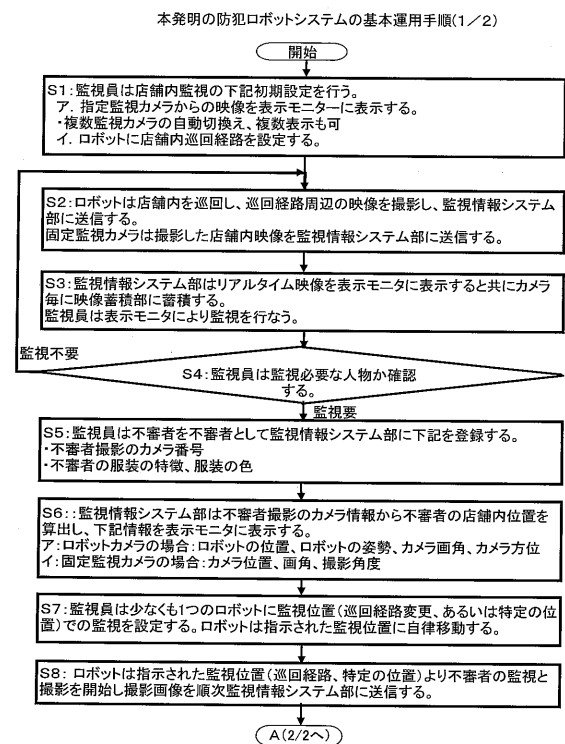 本発明の防犯ロボットシステムの基本運用手順(1/2)
開始
S1:監視員は店舗内監視の下記初期設定を行う。
ア．指定監視カメラからの映像を表示モニターに表示する。
・複数監視カメラの自動切換え、複数表示も可
イ．ロボットに店舗内巡回経路を設定する。
S2:ロボットは店舗内を巡回し、巡回経路周辺の映像を撮影し、監視情報システム
部に送信する。
固定監視カメラは撮影した店舗内映像を監視情報システム部に送信する。
S3:監視情報システム部はリアルタイム映像を表示モニタに表示すると共にカメラ
毎に映像蓄積部に蓄積する。
監視員は表示モニタにより監視を行なう。
監視不要
S4:監視員は監視必要な人物か確認
する。
監視要
S5:監視員は不審者を不審者として監視情報システム部に下記を登録する。
・不審者撮影のカメラ番号
・不審者の服装の特徴、服装の色
S6::監視情報システム部は不審者撮影のカメラ情報から不審者の店舗内位置を
算出し、下記情報を表示モニタに表示する。
ア:ロボットカメラの場合:ロボットの位置、ロボットの姿勢、カメラ画角、カメラ方位
イ:固定監視カメラの場合:カメラ位置、画角、撮影角度
S7:監視員は少なくも1つのロボットに監視位置(巡回経路変更、あるいは特定の位
置)での監視を設定する。ロボットは指示された監視位置に自律移動する。
S8: ロボットは指示された監視位置(巡回経路、特定の位置)より不審者の監視と
撮影を開始し撮影画像を順次監視情報システム部に送信する。
A(2/2へ)